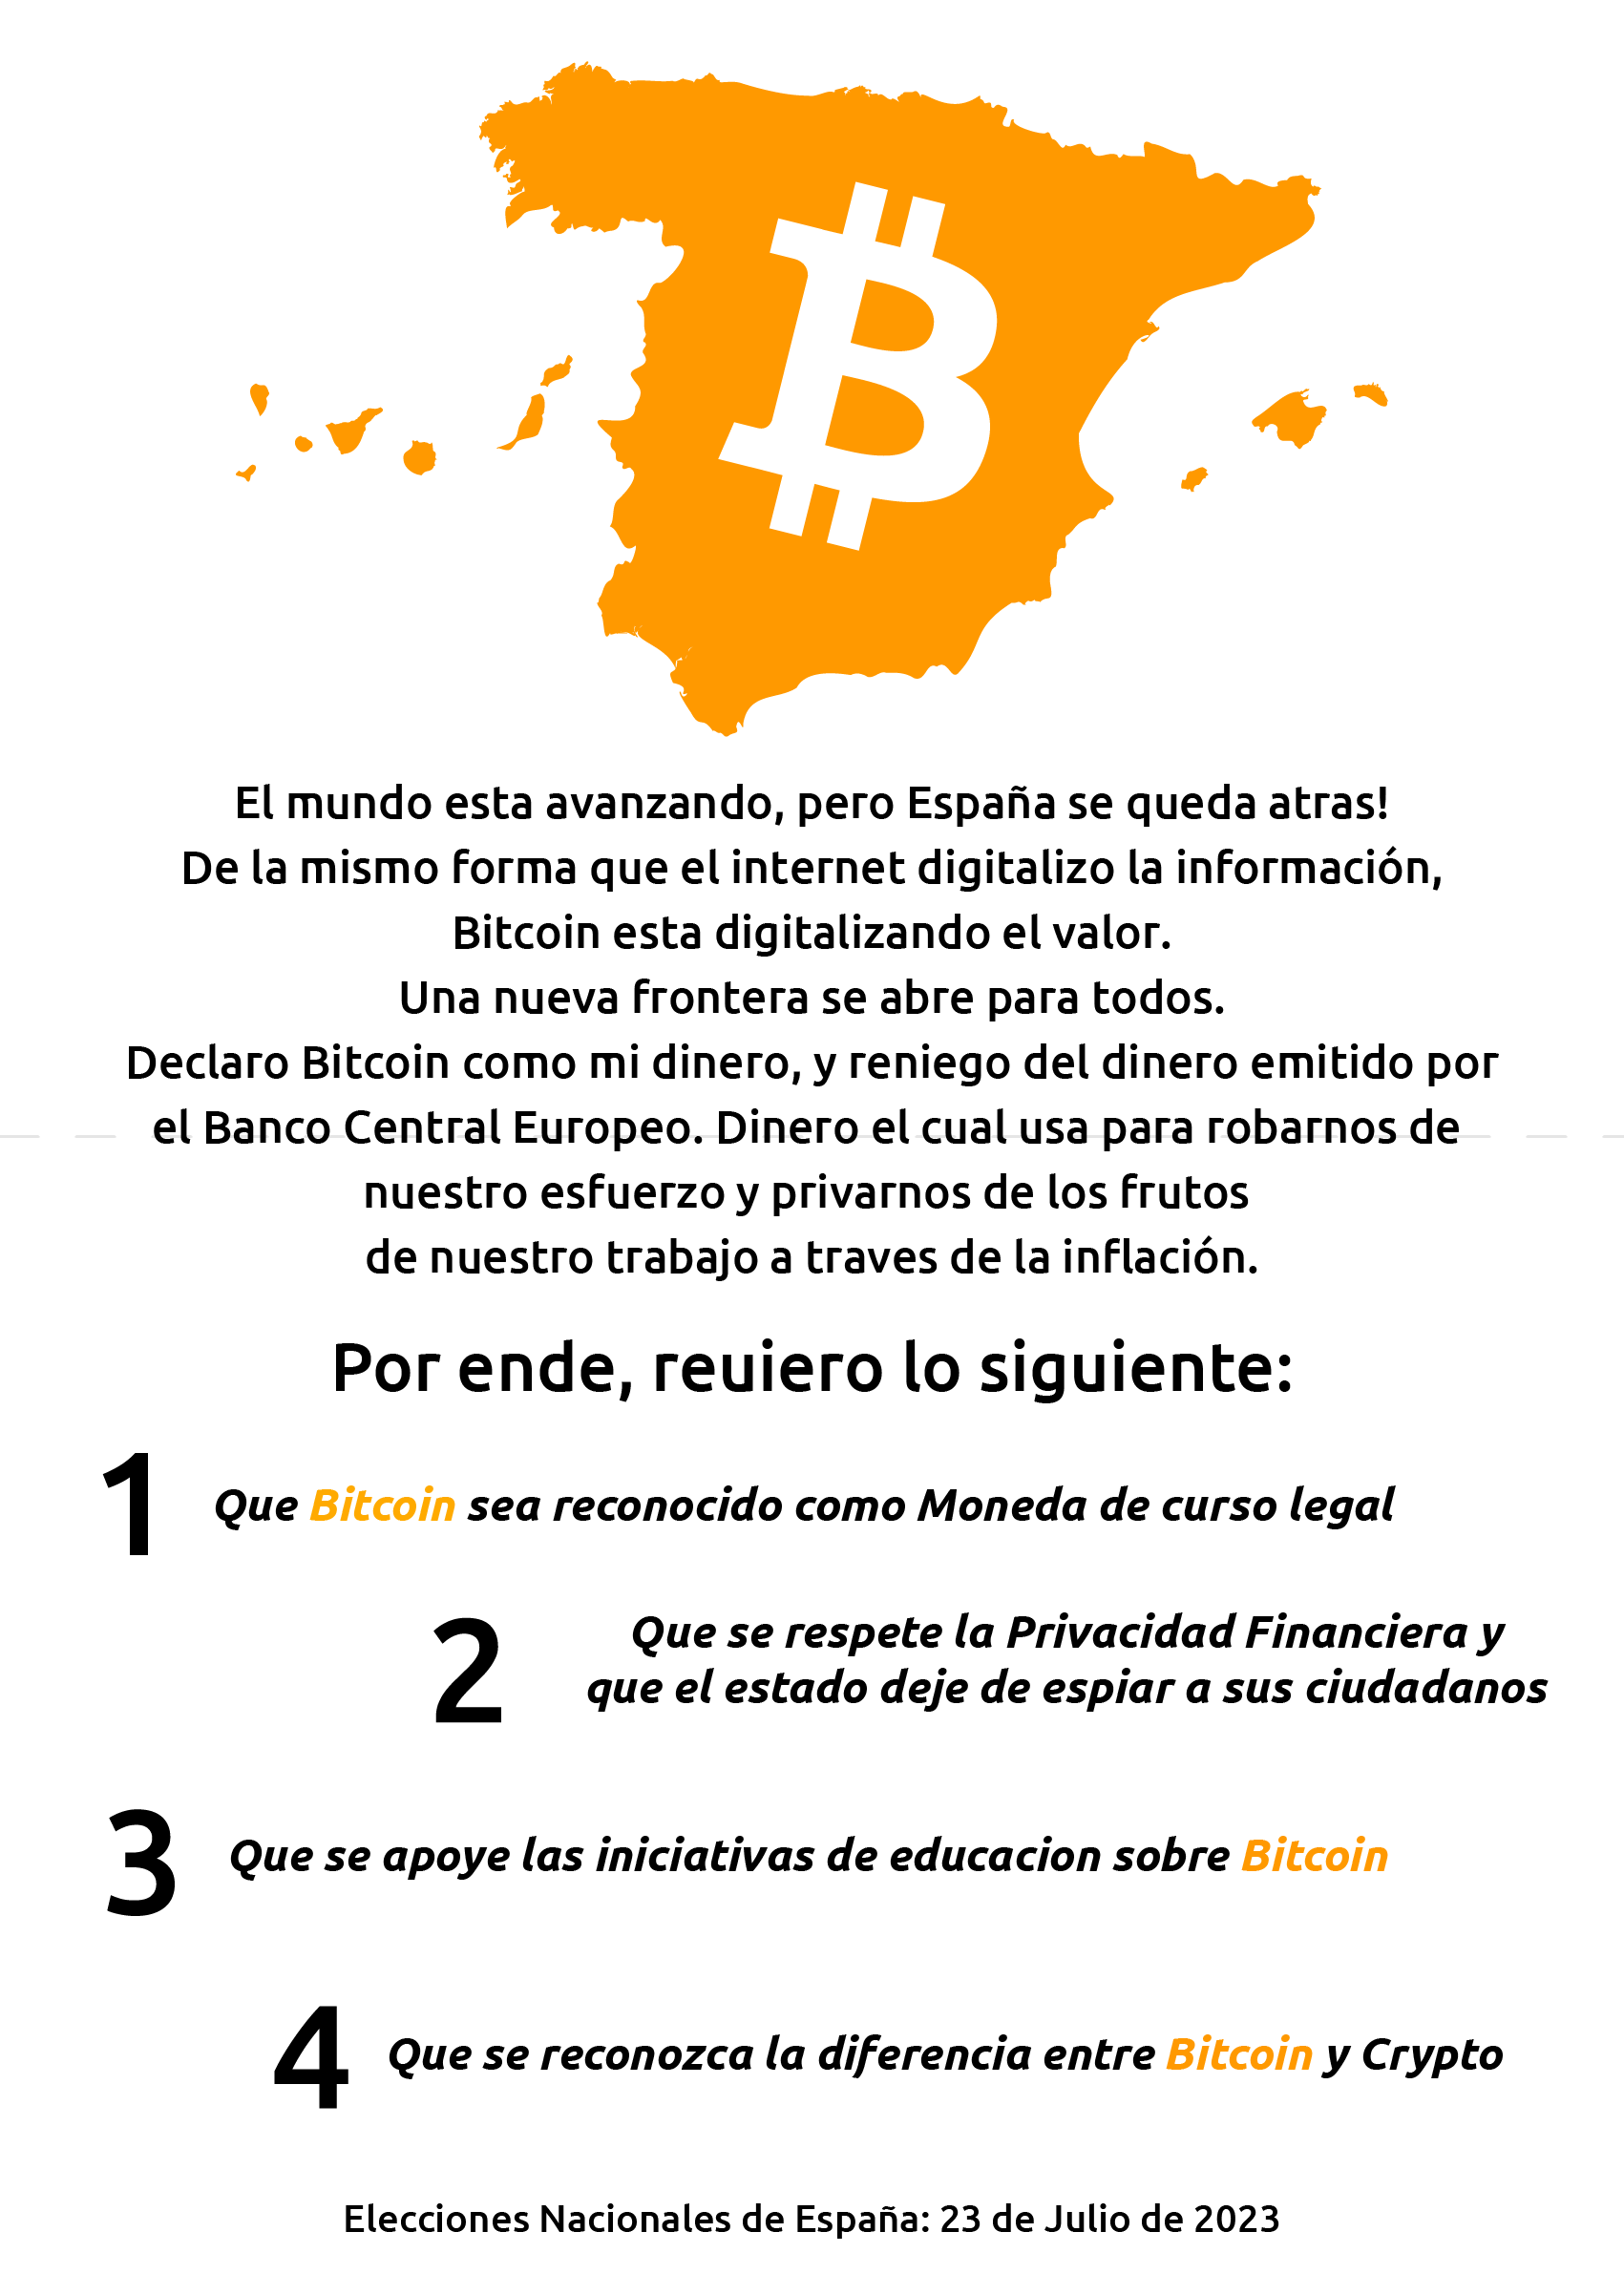 El mundo esta avanzando, pero España se queda atras!
De la mismo forma que el internet digitalizo la información,
Bitcoin esta digitalizando el valor.
Una nueva frontera se abre para todos.
Declaro Bitcoin como mi dinero, y reniego del dinero emitido por
el Banco Central Europeo. Dinero el cual usa para robarnos de
nuestro esfuerzo y privarnos de los frutos
de nuestro trabajo a traves de la inflación.
Por ende, reuiero lo siguiente:
1 Que Bitcoin sea reconocido como Moneda de curso legal
2 Que se respete la Privacidad Financiera y
que el estado deje de espiar a sus ciudadanos
3 Que se apoye las iniciativas de educacion sobre Bitcoin
4 Que se reconozca la diferencia entre Bitcoin y Crypto
Elecciones Nacionales de España: 23 de Julio de 2023